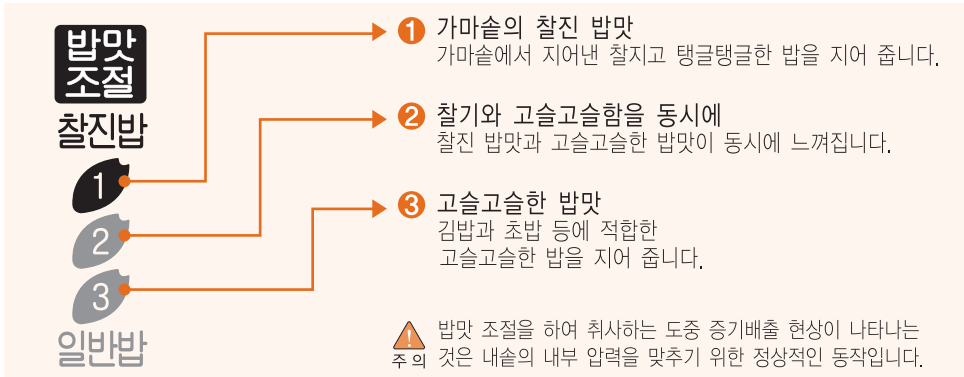 밥맛
조절
찰진밥
1
2
3
일반밥
1 가마솥의 찰진 밥맛
가마솥에서 지어낸 찰지고 탱글탱글한 밥을 지어 줍니다.
2 찰기와 고슬고슬함을 동시에
찰진 밥맛과 고슬고슬한 밥맛이 동시에 느껴집니다.
3 고슬고슬한 밥맛
김밥과 초밥 등에 적합한
고슬고슬한 밥을 지어 줍니다.
밥맛 조절을 하여 취사하는 도중 증기배출 현상이 나타나는
주의 것은 내솥의 내부 압력을 맞추기 위한 정상적인 동작입니다.